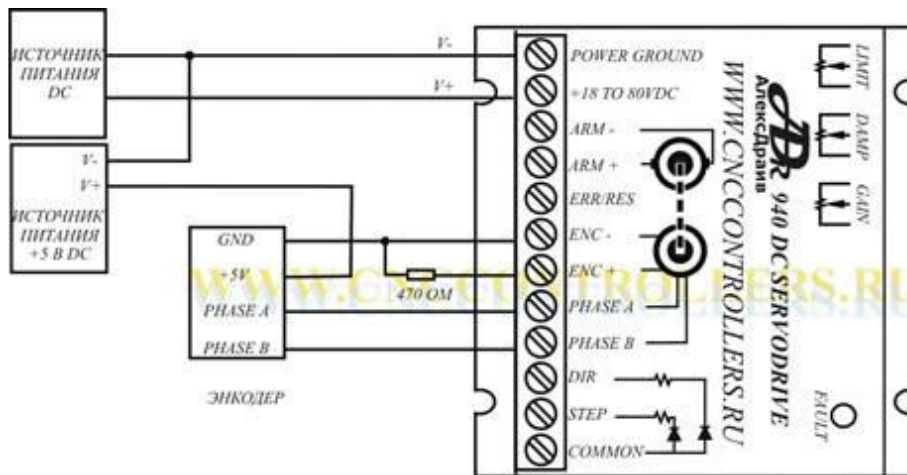 ИСТОЧНИК
ПИТАНИЯ
DC
V-
V+
V-
V+
ИСТОЧНИК
ПИТАНИЯ
+5 В DC
GND
+5V
PHASE A
PHASE B
470 ОМ
ЭНКОДЕР
POWER GROUND
+18 TO 80VDC
ARM -
ARM +
ERR/RES
ENC -
ENC +
PHASE A
PHASE B
DIR
STEP
COMMON
WWW.CNCCONTROLLERS.RU
АлексДрайв
940 DC SERVODRIVE
LIMIT
DAMP
GAIN
FAULT
WWW.CNCCONTROLLERS.RU